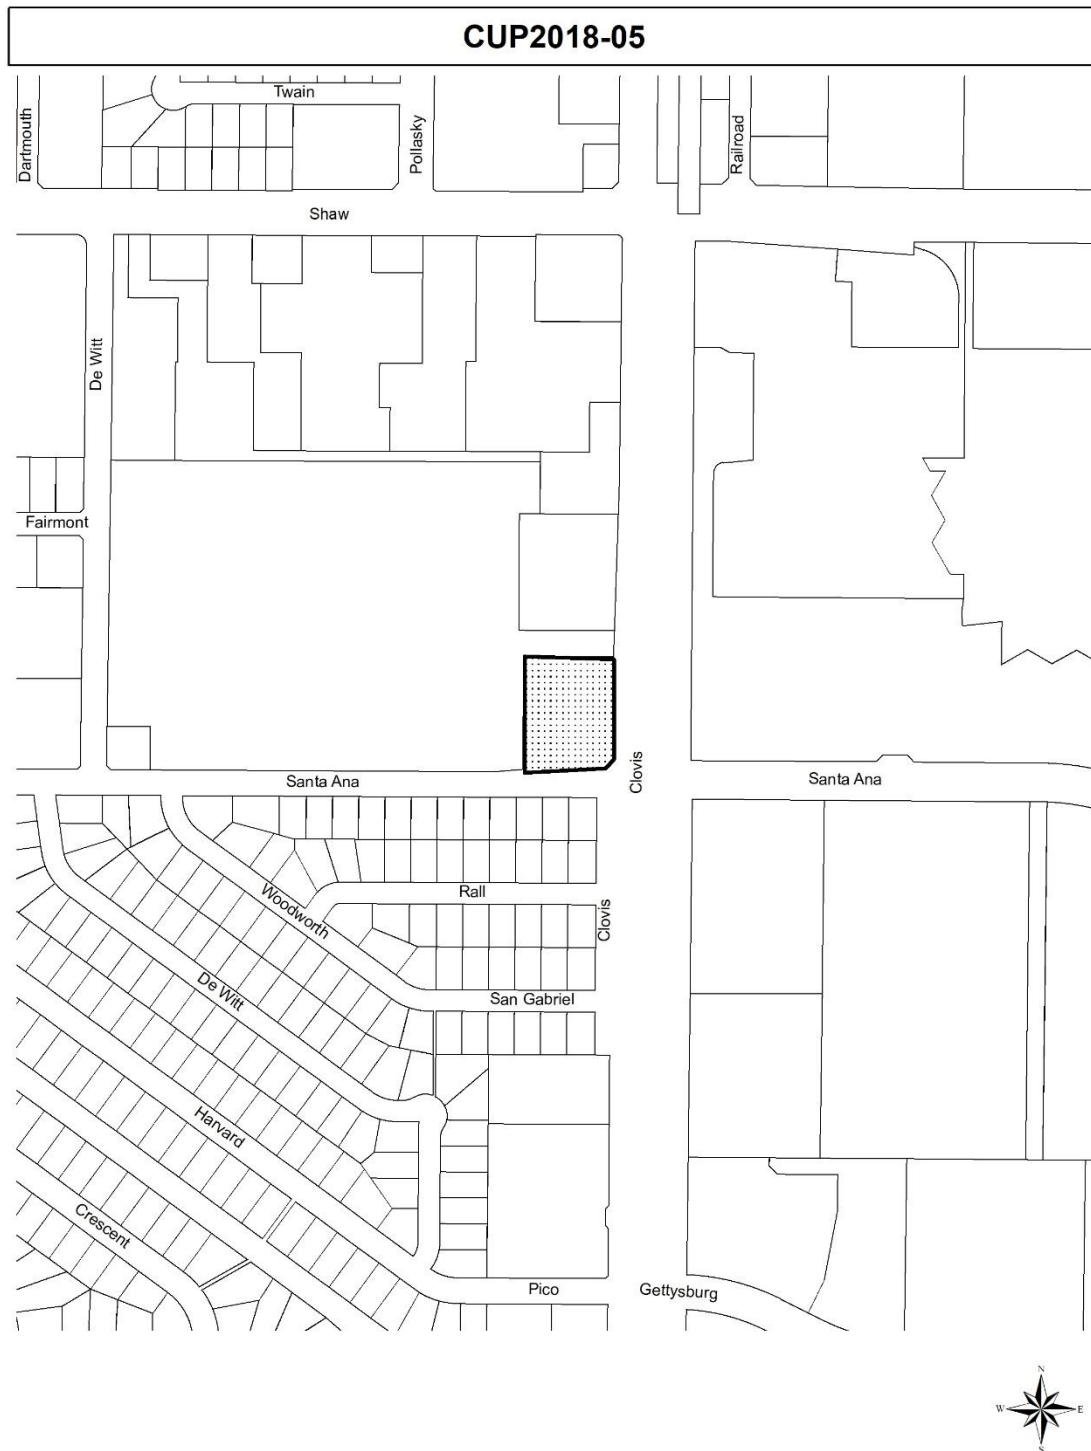 CUP2018-05
Twain
Dartmouth
Pollasky
Railroad
Shaw
De Witt
Fairmont
Clovis
Santa Ana
Santa Ana
Rall
Woodworth
Clovis
De Witt
San Gabriel
Harvard
Crescent
Pico
Gettysburg
N
W
E
S